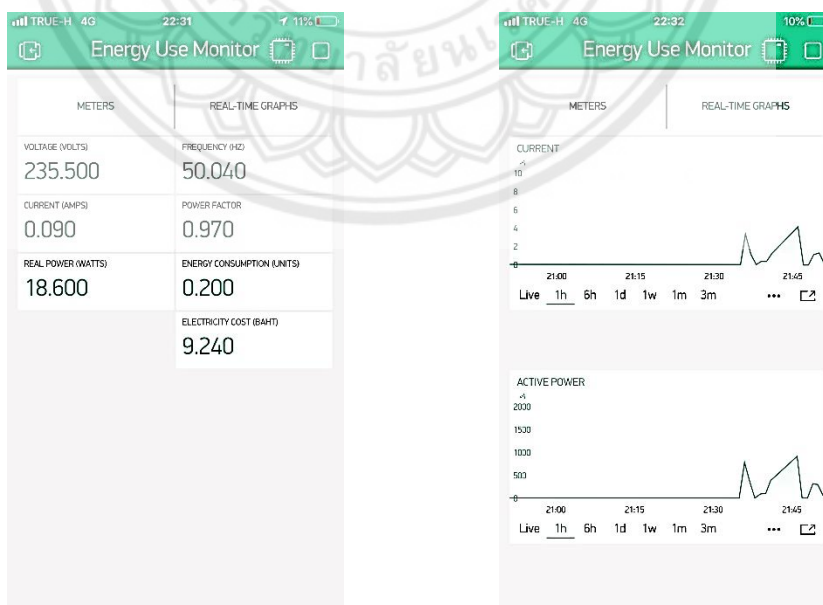 TRUE-H 4G 22:31 11%
Energy Use Monitor
METERS REAL-TIME GRAPHS
VOLTAGE (VOLTS) FREQUENCY (HZ)
235.500 50.040
CURRENT (AMPS) POWER FACTOR
0.090 0.970
REAL POWER (WATTS) ENERGY CONSUMPTION (UNITS)
18.600 0.200
ELECTRICITY COST (BAHT)
9.240
TRUE-H 4G 22:32 10%
Energy Use Monitor
METERS REAL-TIME GRAPHS
CURRENT
10
8
6
4
2
0
21:00 21:15 21:30 21:45
Live 1h 6h 1d 1w 1m 3m
ACTIVE POWER
2000
1500
1000
500
0
21:00 21:15 21:30 21:45
Live 1h 6h 1d 1w 1m 3m